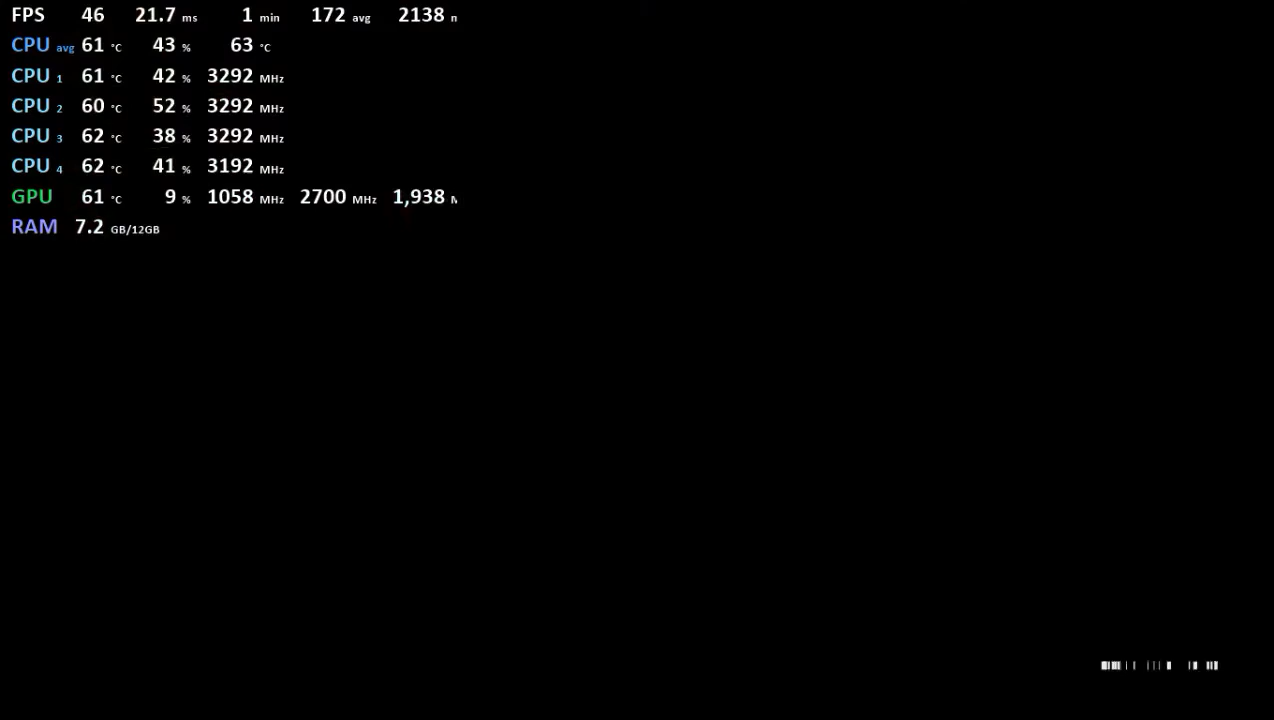 FPS 46 21.7 ms 1 min 172 avg 2138
CPU avg 61 °C 43 % 63 °C
CPU 1 61 °C 42 % 3292 MHz
CPU 2 60 °C 52 % 3292 MHz
CPU 3 62 °C 38 % 3292 MHz
CPU 4 62 °C 41 % 3192 MHz
GPU 61 °C 9 % 1058 MHz 2700 MHz 1,938
RAM 7.2 GB/12GB